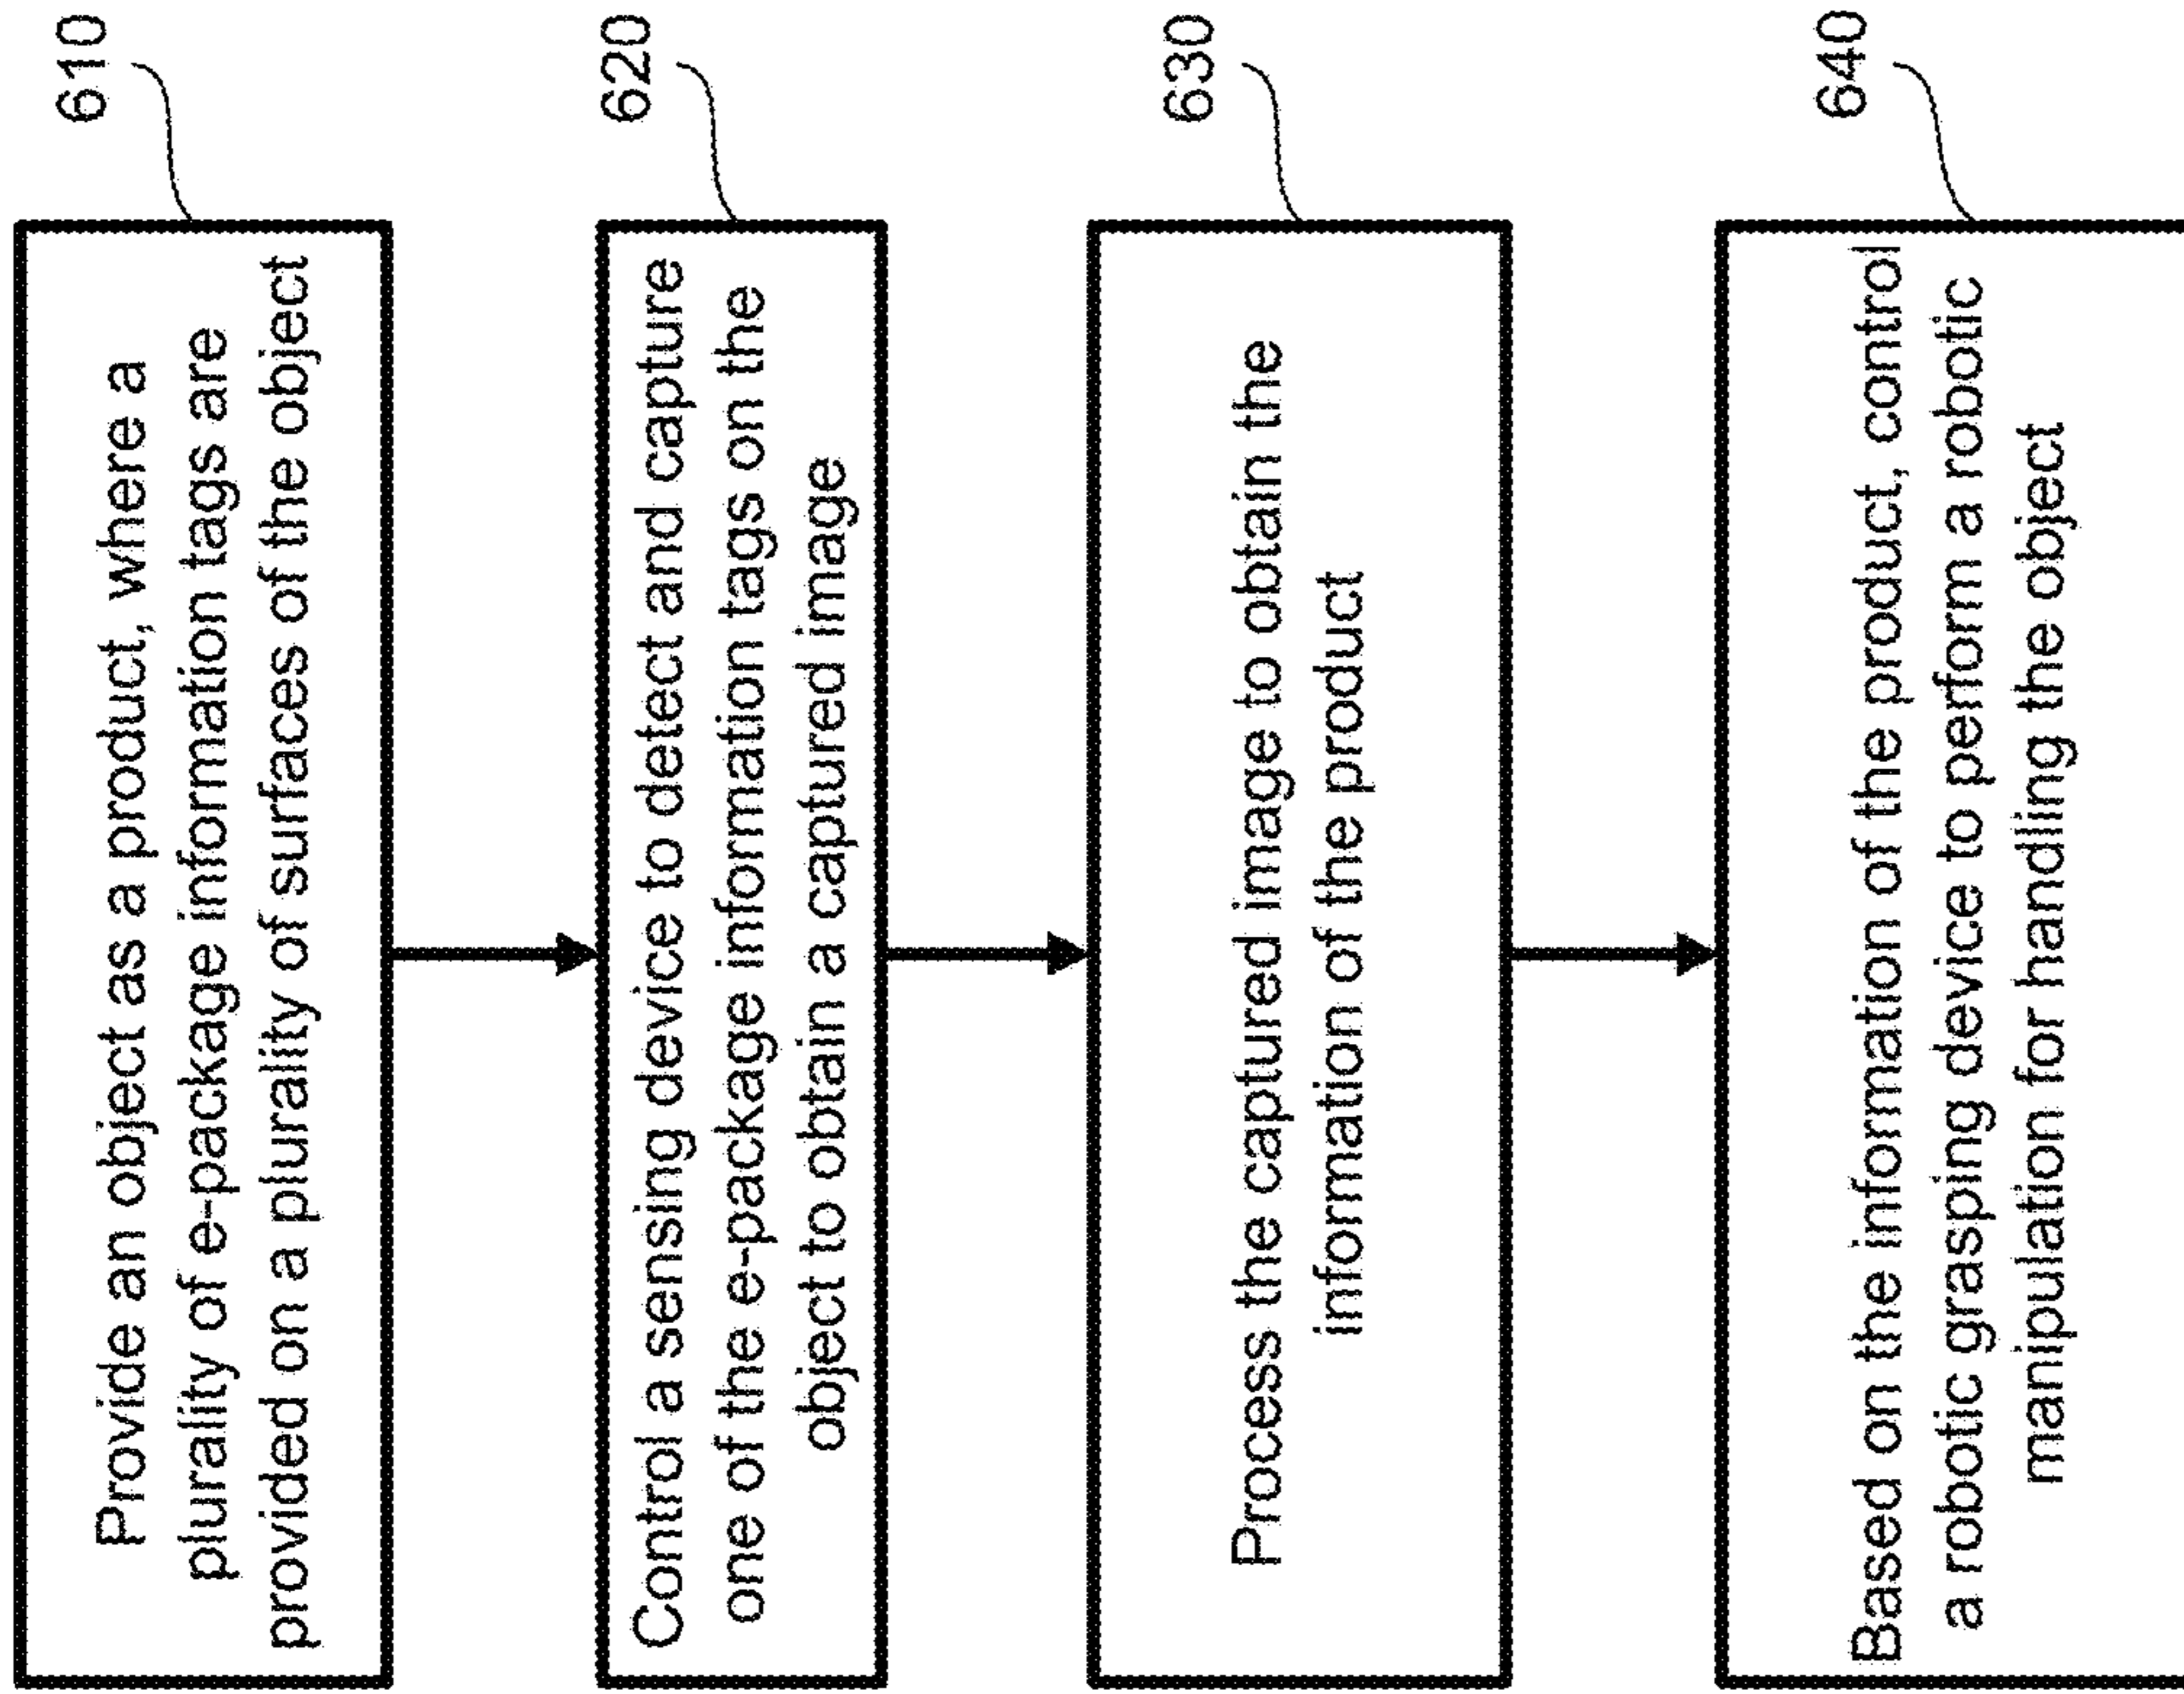 610
Provide an object as a product, where a
plurality of e-package information tags are
provided on a plurality of surfaces of the object
620
Control a sensing device to detect and capture
one of the e-package information tags on the
object to obtain a captured image
630
Process the captured image to obtain the
information of the product
640
Based on the information of the product, control
a robotic grasping device to perform a robotic
manipulation for handling the object